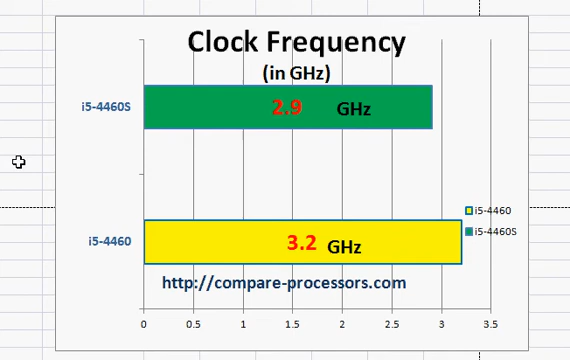 Clock Frequency
(in GHz)
i5-4460S
2.9 GHz
i5-4460
3.2 GHz
i5-4460
i5-4460S
http://compare-processors.com
0 0.5 1 1.5 2 2.5 3 3.5